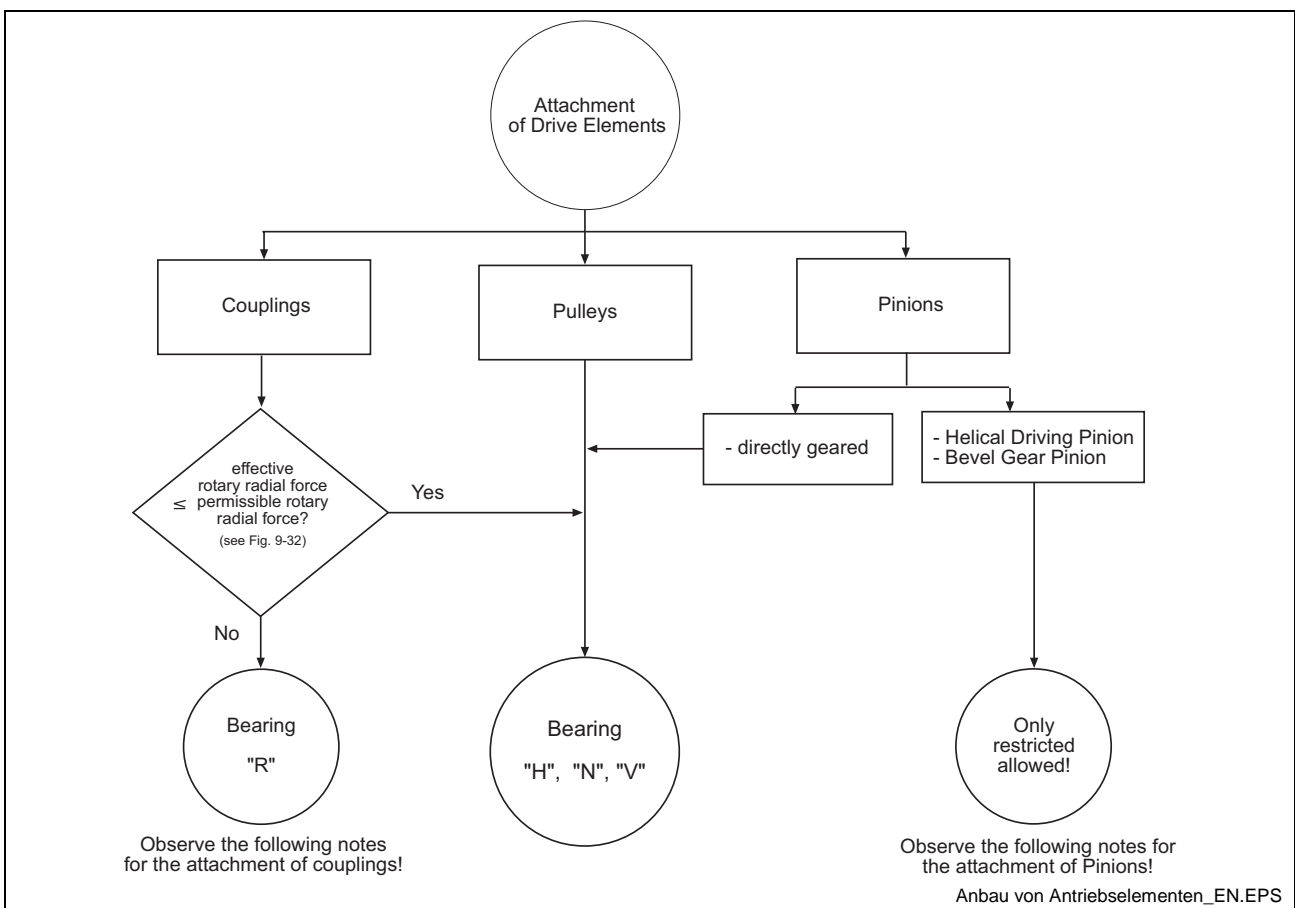 Attachment
of Drive Elements
Couplings
Pulleys
Pinions
- directly geared
- Helical Driving Pinion
- Bevel Gear Pinion
effective
rotary radial force
≦ permissible rotary
radial force?
(see Fig. 9-32)
Yes
No
Bearing
"R"
Bearing
"H", "N", "V"
Only
restricted
allowed!
Observe the following notes
for the attachment of couplings!
Observe the following notes for
the attachment of Pinions!
Anbau von Antriebselementen_EN.EPS